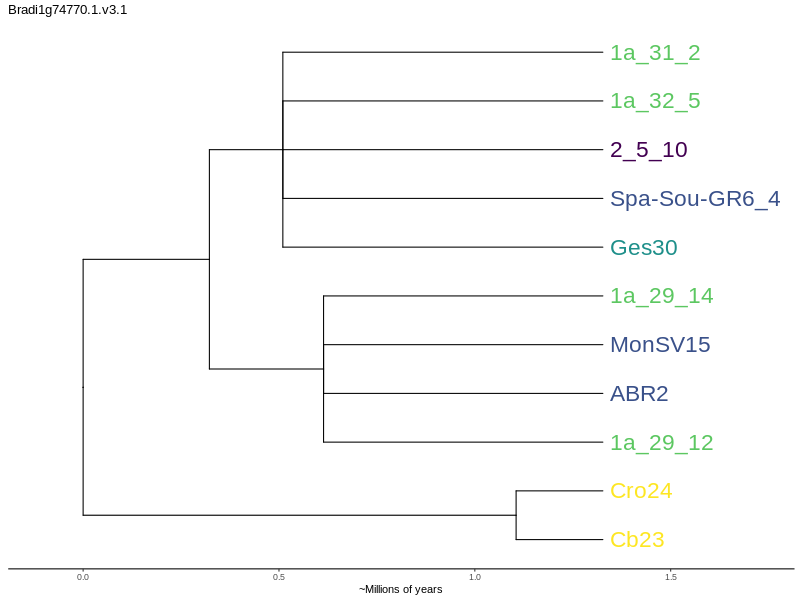 Bradi1g74770.1.v3.1
1a_31_2
1a_32_5
2_5_10
Spa-Sou-GR6_4
Ges30
1a_29_14
MonSV15
ABR2
1a_29_12
Cro24
Cb23
0.0 0.5 1.0 1.5
~Millions of years